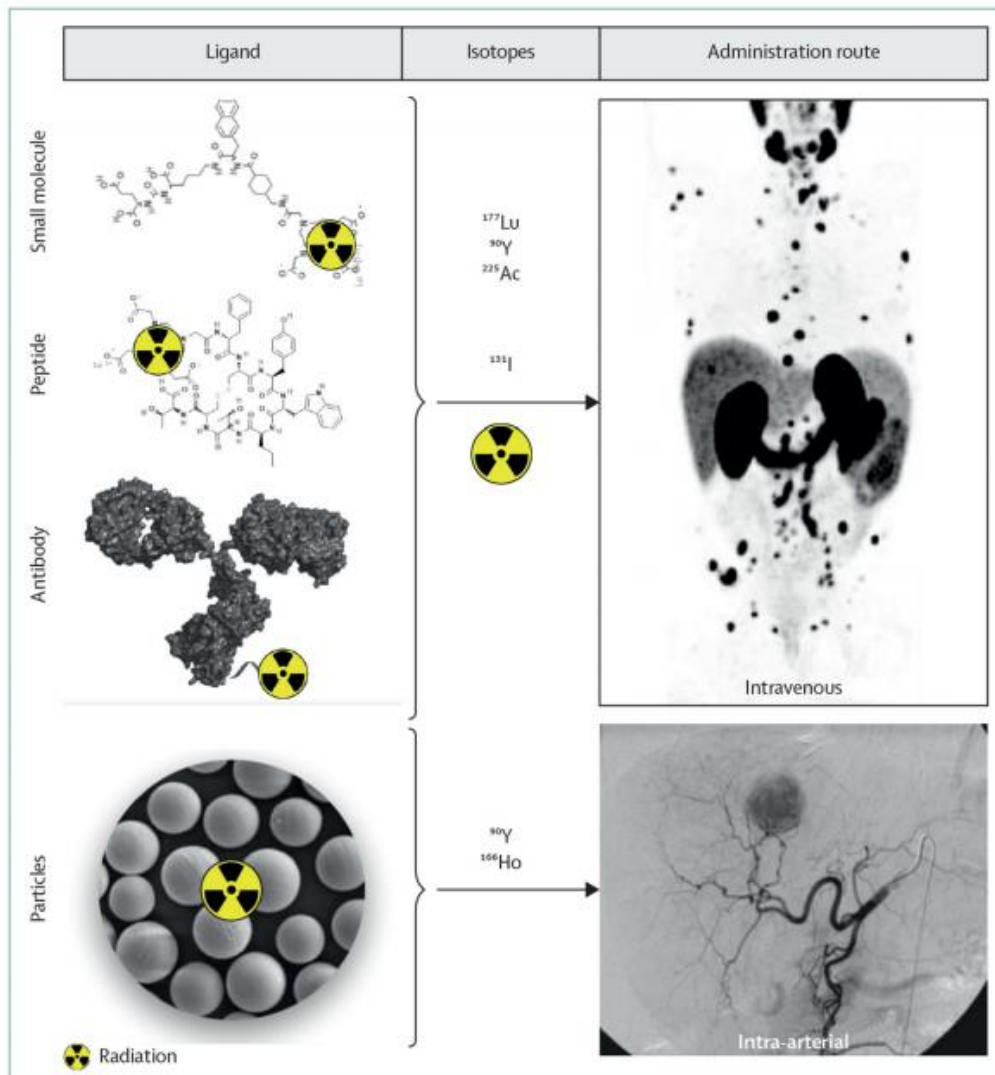 Ligand
Isotopes
Administration route
Small molecule
Peptide
Antibody
¹⁷⁷Lu
⁹⁰Y
²²⁵Ac
¹³¹I
Intravenous
Particles
⁹⁰Y
¹⁶⁶Ho
Intra-arterial
Radiation